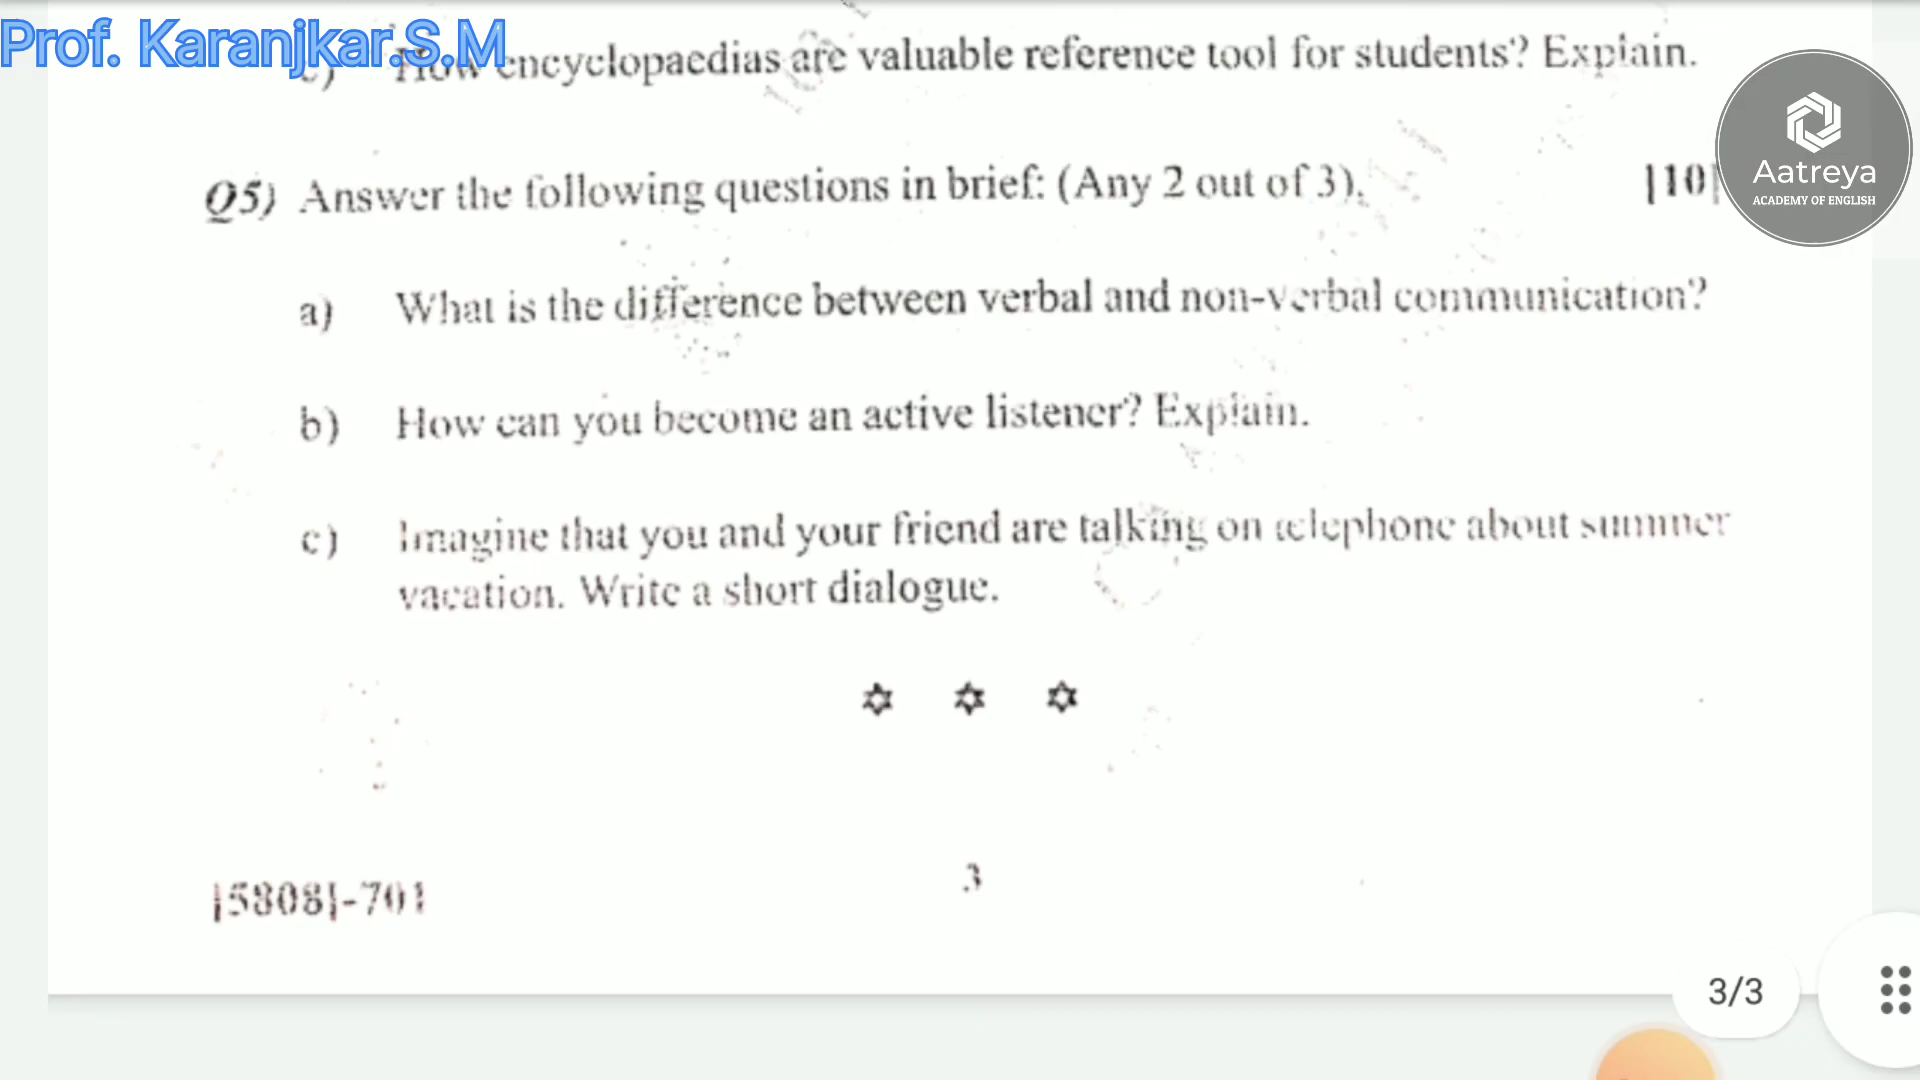 Prof. Karanjkar.S.M
c) How encyclopaedias are valuable reference tool for students? Explain.
Aatreya
ACADEMY OF ENGLISH
Q5) Answer the following questions in brief: (Any 2 out of 3). [10]
a) What is the difference between verbal and non-verbal communication?
b) How can you become an active listener? Explain.
c) Imagine that you and your friend are talking on telephone about summer
vacation. Write a short dialogue.
[5808]-701
3
3/3